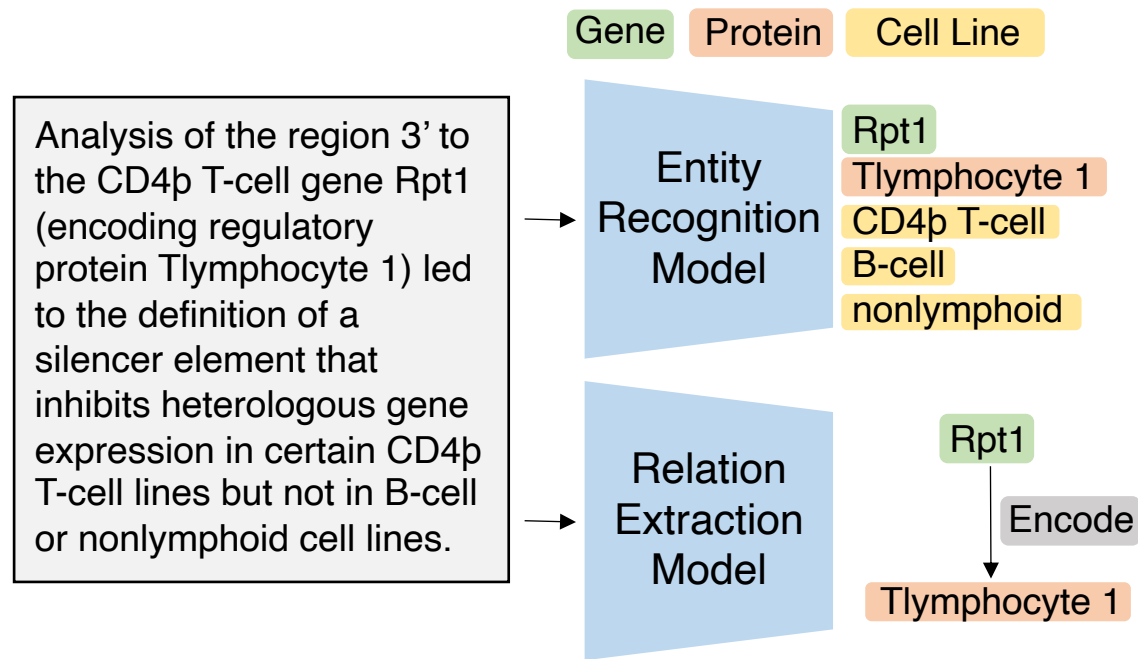 Gene Protein Cell Line
Analysis of the region 3’ to
the CD4þ T-cell gene Rpt1
(encoding regulatory
protein Tlymphocyte 1) led
to the definition of a
silencer element that
inhibits heterologous gene
expression in certain CD4þ
T-cell lines but not in B-cell
or nonlymphoid cell lines.
Entity
Recognition
Model
Rpt1
Tlymphocyte 1
CD4þ T-cell
B-cell
nonlymphoid
Relation
Extraction
Model
Rpt1
Encode
Tlymphocyte 1